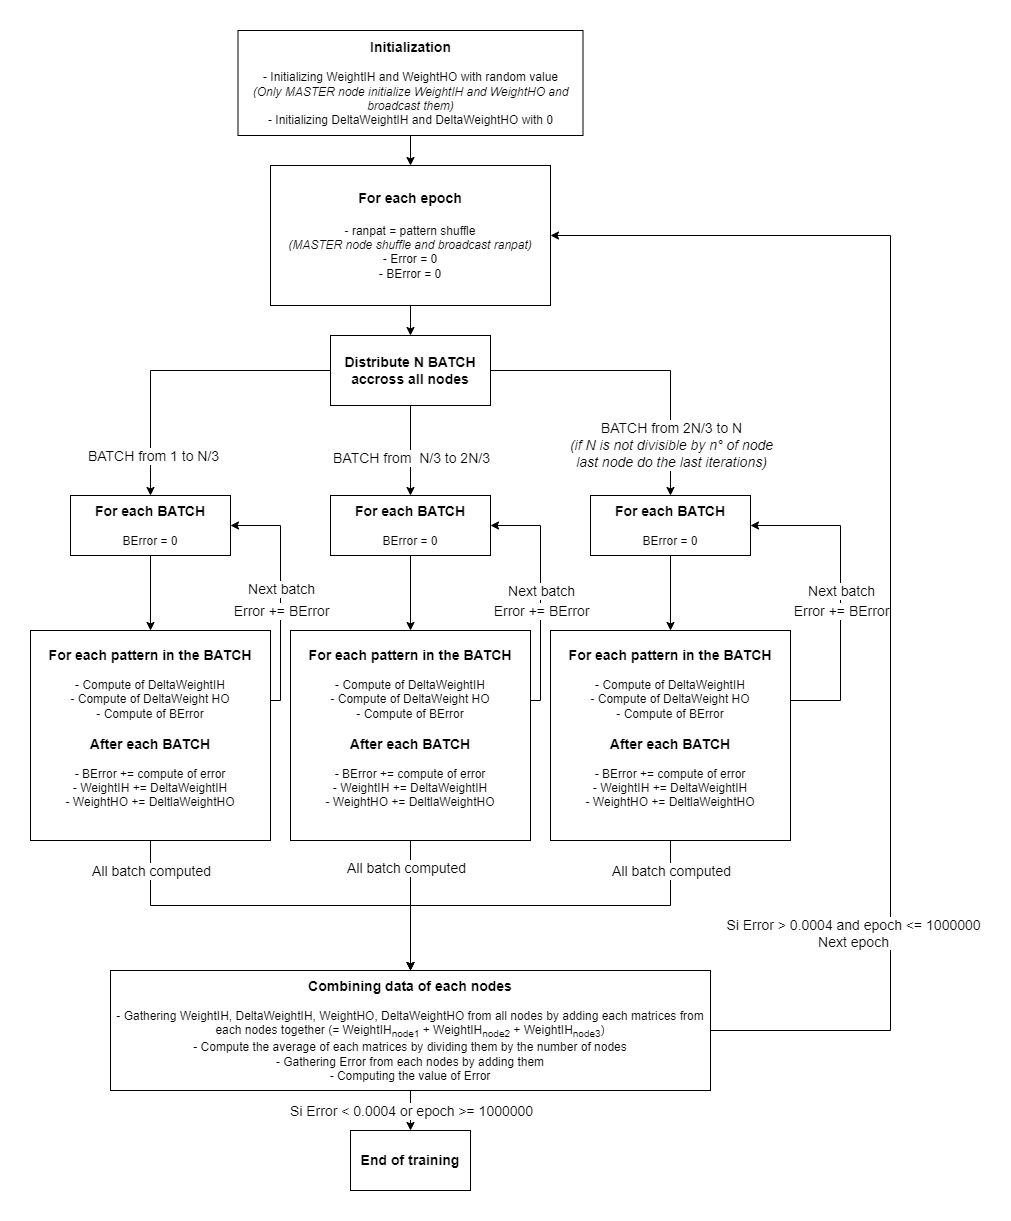 Initialization
- Initializing WeightIH and WeightHO with random value
(Only MASTER node initialize WeightIH and WeightHO and
broadcast them)
- Initializing DeltaWeightIH and DeltaWeightHO with 0
For each epoch
- ranpat = pattern shuffle
(MASTER node shuffle and broadcast ranpat)
- Error = 0
- BError = 0
Distribute N BATCH
accross all nodes
BATCH from 1 to N/3
BATCH from N/3 to 2N/3
BATCH from 2N/3 to N
(if N is not divisible by n° of node
last node do the last iterations)
For each BATCH
BError = 0
For each BATCH
BError = 0
For each BATCH
BError = 0
Next batch
Error += BError
Next batch
Error += BError
Next batch
Error += BError
For each pattern in the BATCH
- Compute of DeltaWeightIH
- Compute of DeltaWeight HO
- Compute of BError
After each BATCH
- BError += compute of error
- WeightIH += DeltaWeightIH
- WeightHO += DeltlaWeightHO
For each pattern in the BATCH
- Compute of DeltaWeightIH
- Compute of DeltaWeight HO
- Compute of BError
After each BATCH
- BError += compute of error
- WeightIH += DeltaWeightIH
- WeightHO += DeltlaWeightHO
For each pattern in the BATCH
- Compute of DeltaWeightIH
- Compute of DeltaWeight HO
- Compute of BError
After each BATCH
- BError += compute of error
- WeightIH += DeltaWeightIH
- WeightHO += DeltlaWeightHO
All batch computed
All batch computed
All batch computed
Si Error > 0.0004 and epoch <= 1000000
Next epoch
Combining data of each nodes
- Gathering WeightIH, DeltaWeightIH, WeightHO, DeltaWeightHO from all nodes by adding each matrices from
each nodes together (= WeightIHnode1 + WeightIHnode2 + WeightIHnode3)
- Compute the average of each matrices by dividing them by the number of nodes
- Gathering Error from each nodes by adding them
- Computing the value of Error
Si Error < 0.0004 or epoch >= 1000000
End of training